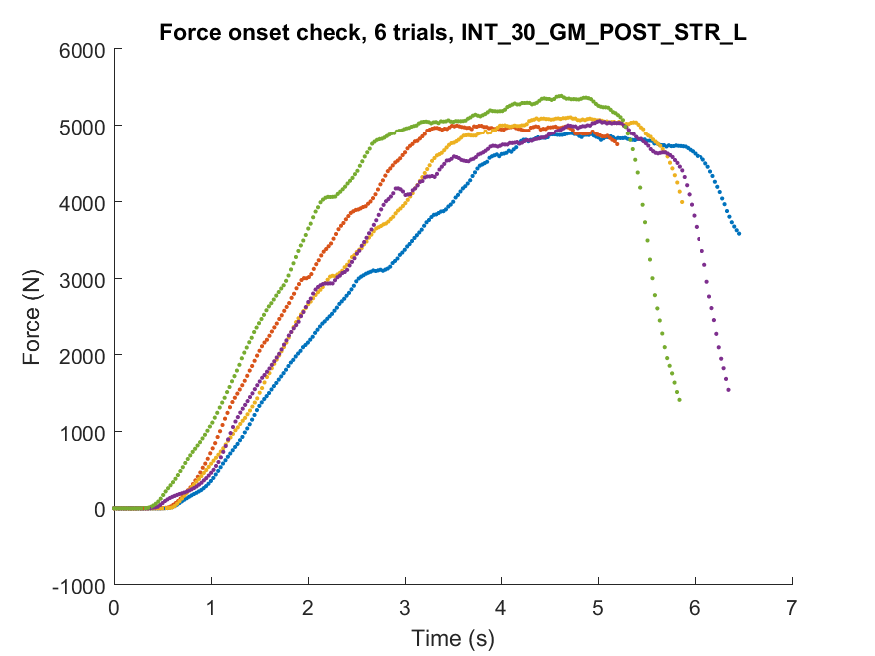 Force onset check, 6 trials, INT_30_GM_POST_STR_L
6000
5000
4000
3000
2000
1000
0
-1000
Force (N)
0 1 2 3 4 5 6 7
Time (s)